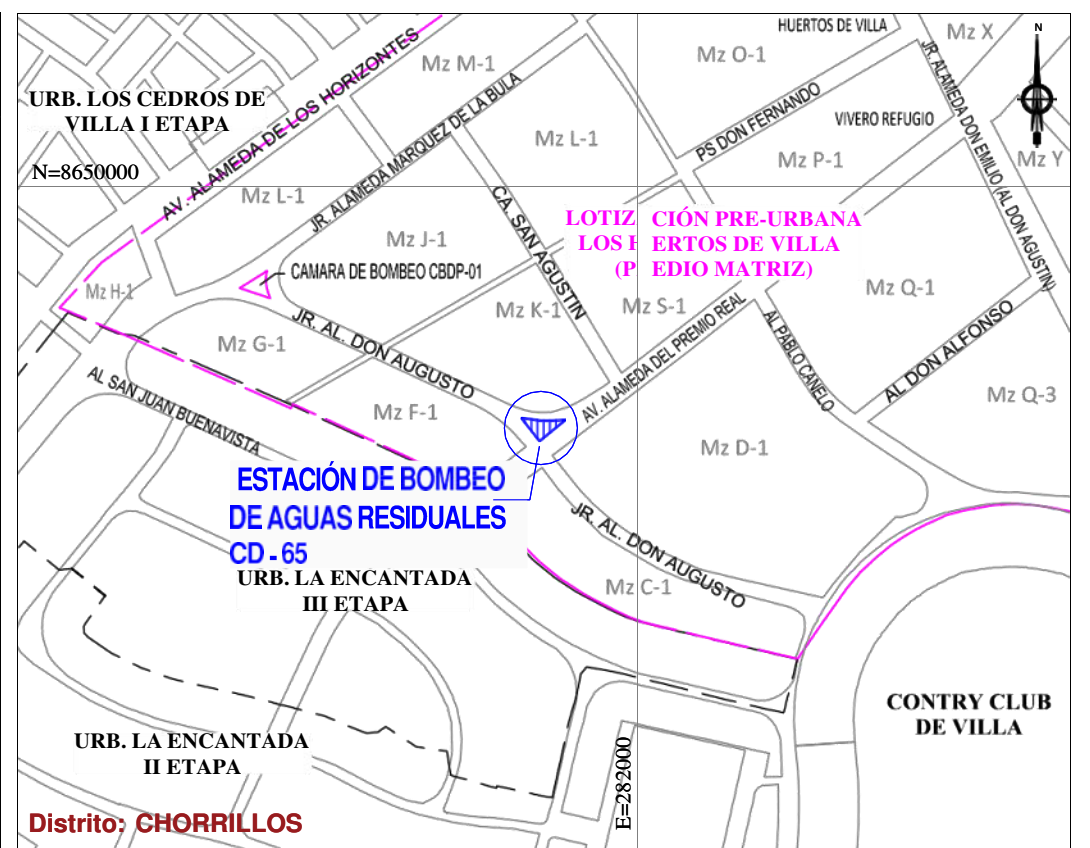 HUERTOS DE VILLA
Mz X
N
Mz O-1
Mz M-1
AV. ALAMEDA DE LOS HORIZONTES
JR. ALAMEDA MARQUEZ DE LA BULA
JR. ALAMEDA DON EMILIO (AL DON AGUSTIN)
URB. LOS CEDROS DE
VILLA I ETAPA
PS DON FERNANDO
VIVERO REFUGIO
Mz L-1
Mz P-1
Mz Y
N=8650000
Mz L-1
CA. SAN AGUSTIN
LOTIZ CIÓN PRE-URBANA
LOS H ERTOS DE VILLA
(P EDIO MATRIZ)
Mz J-1
CAMARA DE BOMBEO CBDP-01
Mz H-1
Mz K-1
Mz S-1
Mz Q-1
JR. AL. DON AUGUSTO
AV. ALAMEDA DEL PREMIO REAL
AL PABLO CANELO
AL DON ALFONSO
Mz G-1
AL SAN JUAN BUENAVISTA
Mz F-1
Mz Q-3
Mz D-1
ESTACIÓN DE BOMBEO
DE AGUAS RESIDUALES
CD - 65
JR. AL. DON AUGUSTO
URB. LA ENCANTADA
III ETAPA
Mz C-1
CONTRY CLUB
DE VILLA
URB. LA ENCANTADA
II ETAPA
E=282000
Distrito: CHORRILLOS